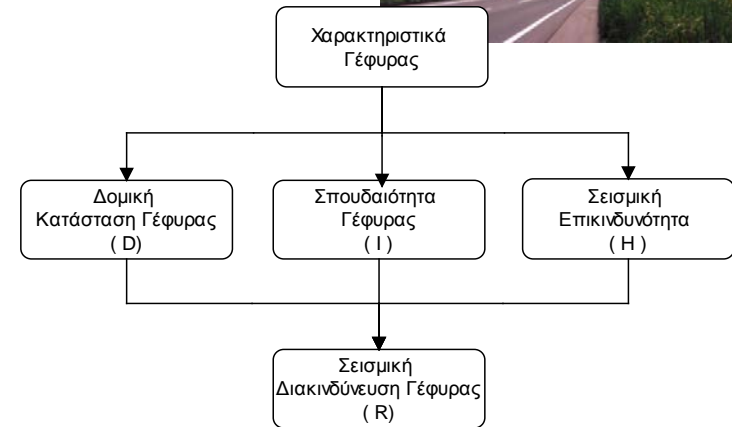 Χαρακτηριστικά
Γέφυρας
Δομική
Κατάσταση Γέφυρας
( D)
Σπουδαιότητα
Γέφυρας
( I )
Σεισμική
Επικινδυνότητα
( H )
Σεισμική
Διακινδύνευση Γέφυρας
( R)